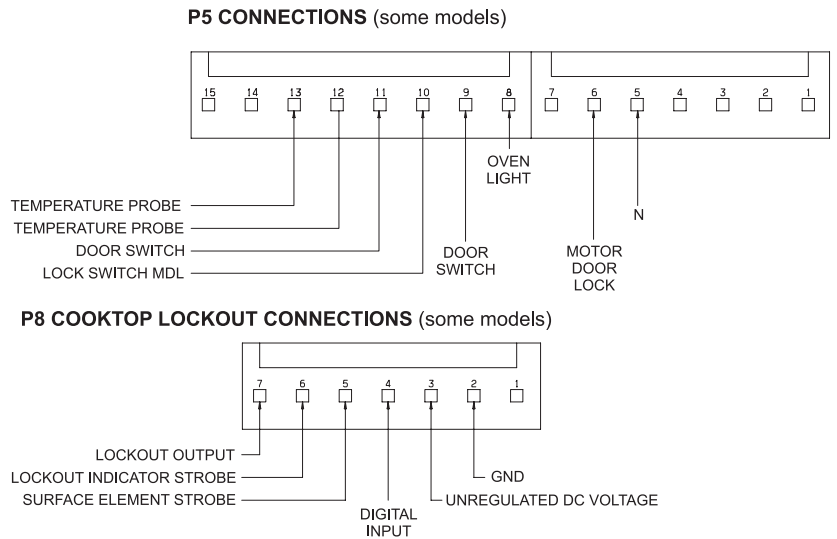 P5 CONNECTIONS (some models)
15 14 13 12 11 10 9 8 7 6 5 4 3 2 1
OVEN
LIGHT
TEMPERATURE PROBE
TEMPERATURE PROBE
DOOR SWITCH
LOCK SWITCH MDL
DOOR
SWITCH
MOTOR
DOOR
LOCK
N
P8 COOKTOP LOCKOUT CONNECTIONS (some models)
7 6 5 4 3 2 1
LOCKOUT OUTPUT
LOCKOUT INDICATOR STROBE
SURFACE ELEMENT STROBE
DIGITAL
INPUT
GND
UNREGULATED DC VOLTAGE